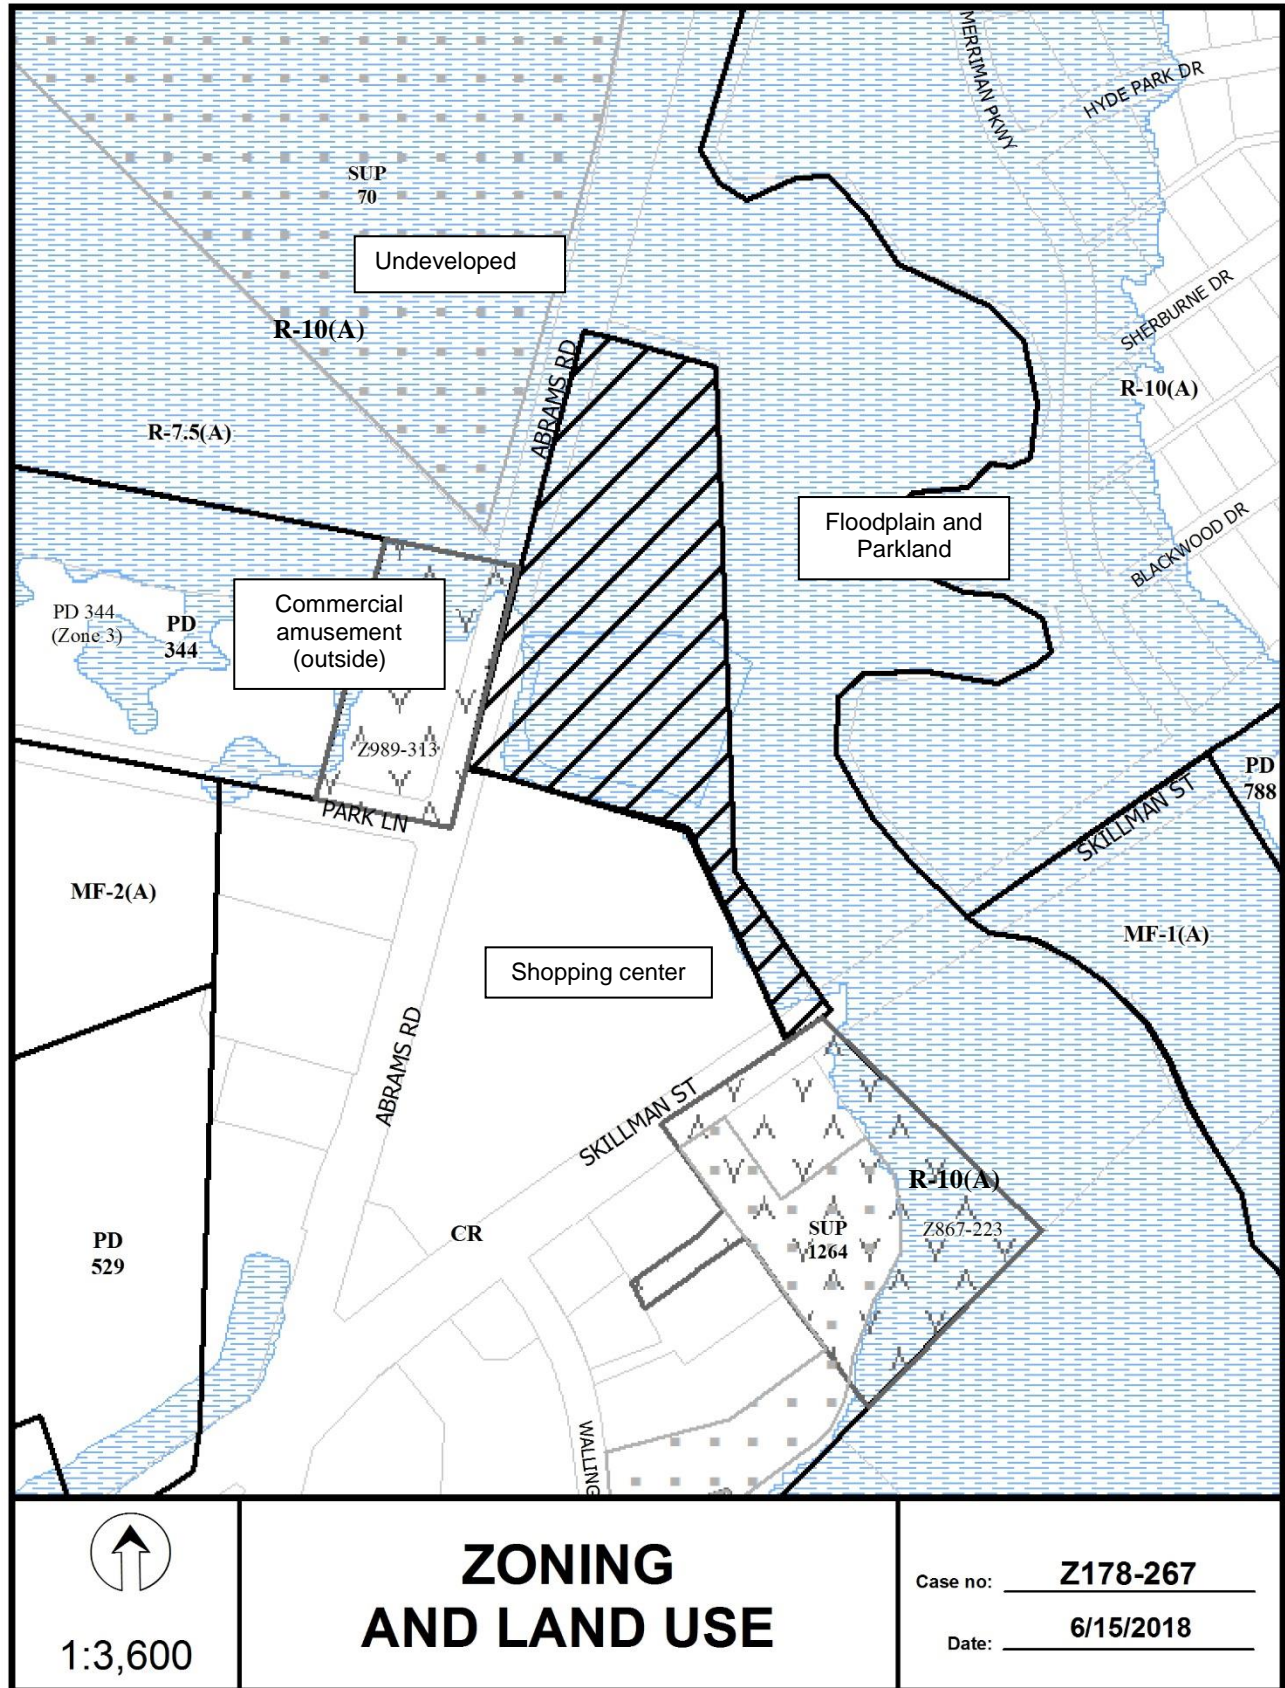 MERRIMAN PKWY
HYDE PARK DR
SUP
70
Undeveloped
R-10(A)
SHERBURNE DR
ABRAMS RD
R-10(A)
R-7.5(A)
Floodplain and
Parkland
BLACKWOOD DR
Commercial
amusement
(outside)
PD 344
(Zone 3)
PD
344
Z989-313
PARK LN
PD
788
SKILLMAN ST
MF-2(A)
MF-1(A)
Shopping center
ABRAMS RD
SKILLMAN ST
R-10(A)
Z867-223
SUP
1264
CR
PD
529
WALLING
1:3,600
ZONING
AND LAND USE
Case no: Z178-267
Date: 6/15/2018